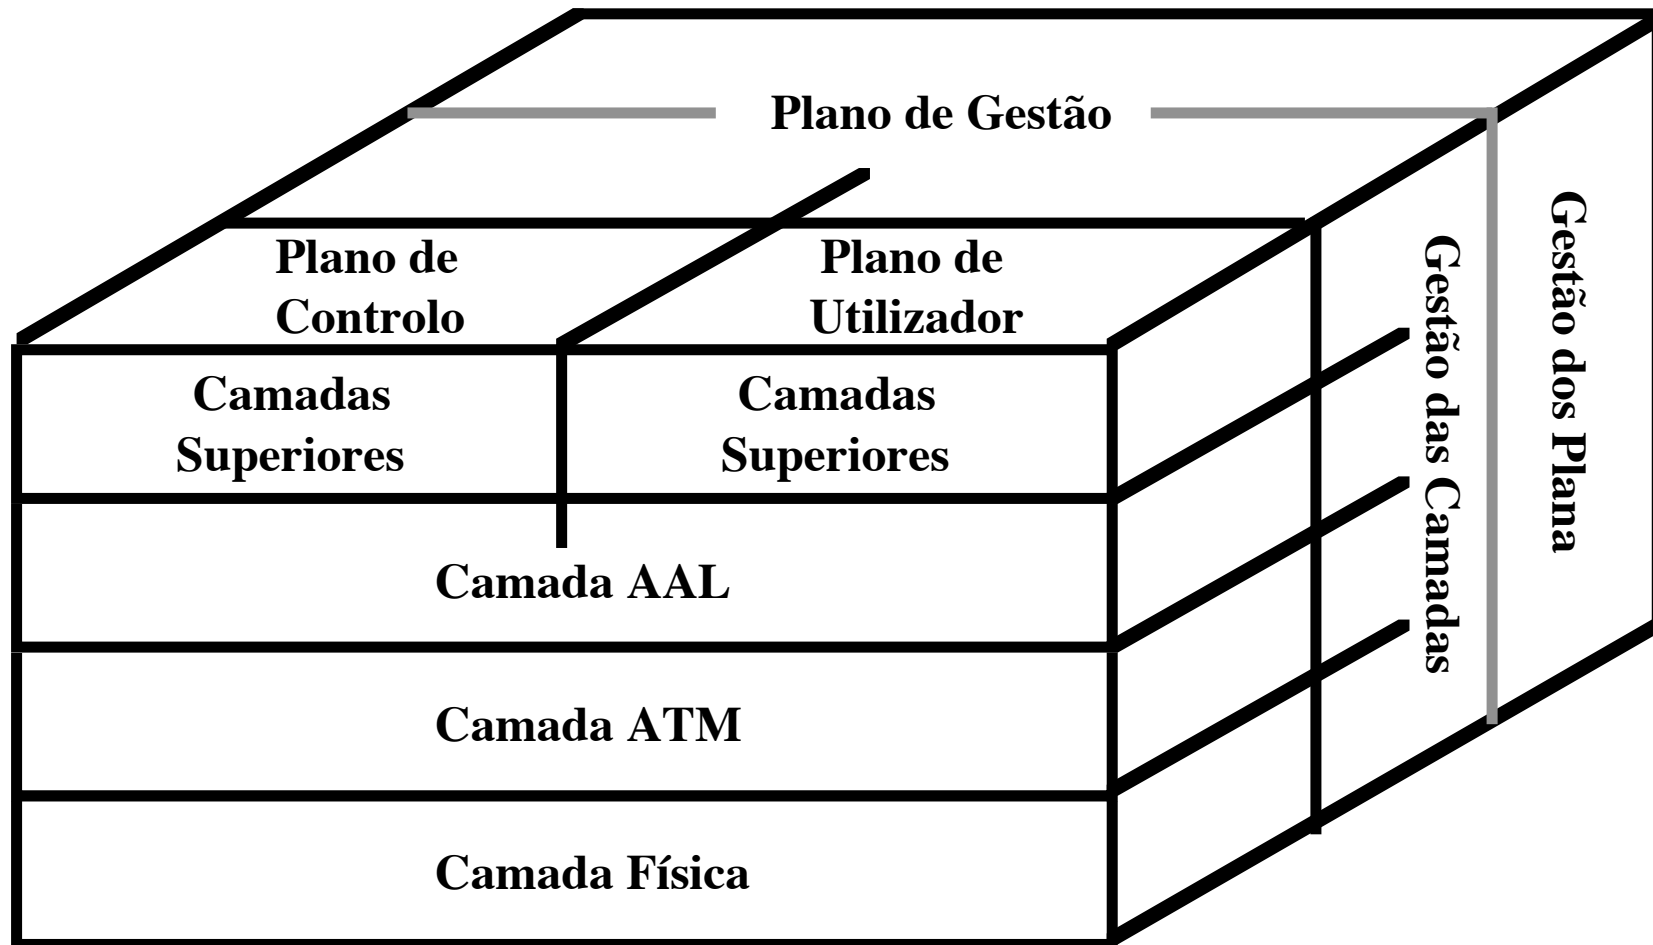 Plano de Gestão
Plano de
Controlo
Plano de
Utilizador
Camadas
Superiores
Camadas
Superiores
Camada AAL
Camada ATM
Camada Física
Gestão das Camadas
Gestão dos Plana